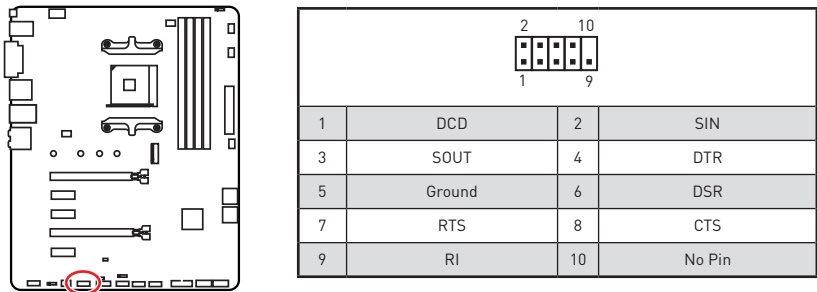 2 10
1 9
1 DCD 2 SIN
3 SOUT 4 DTR
5 Ground 6 DSR
7 RTS 8 CTS
9 RI 10 No Pin